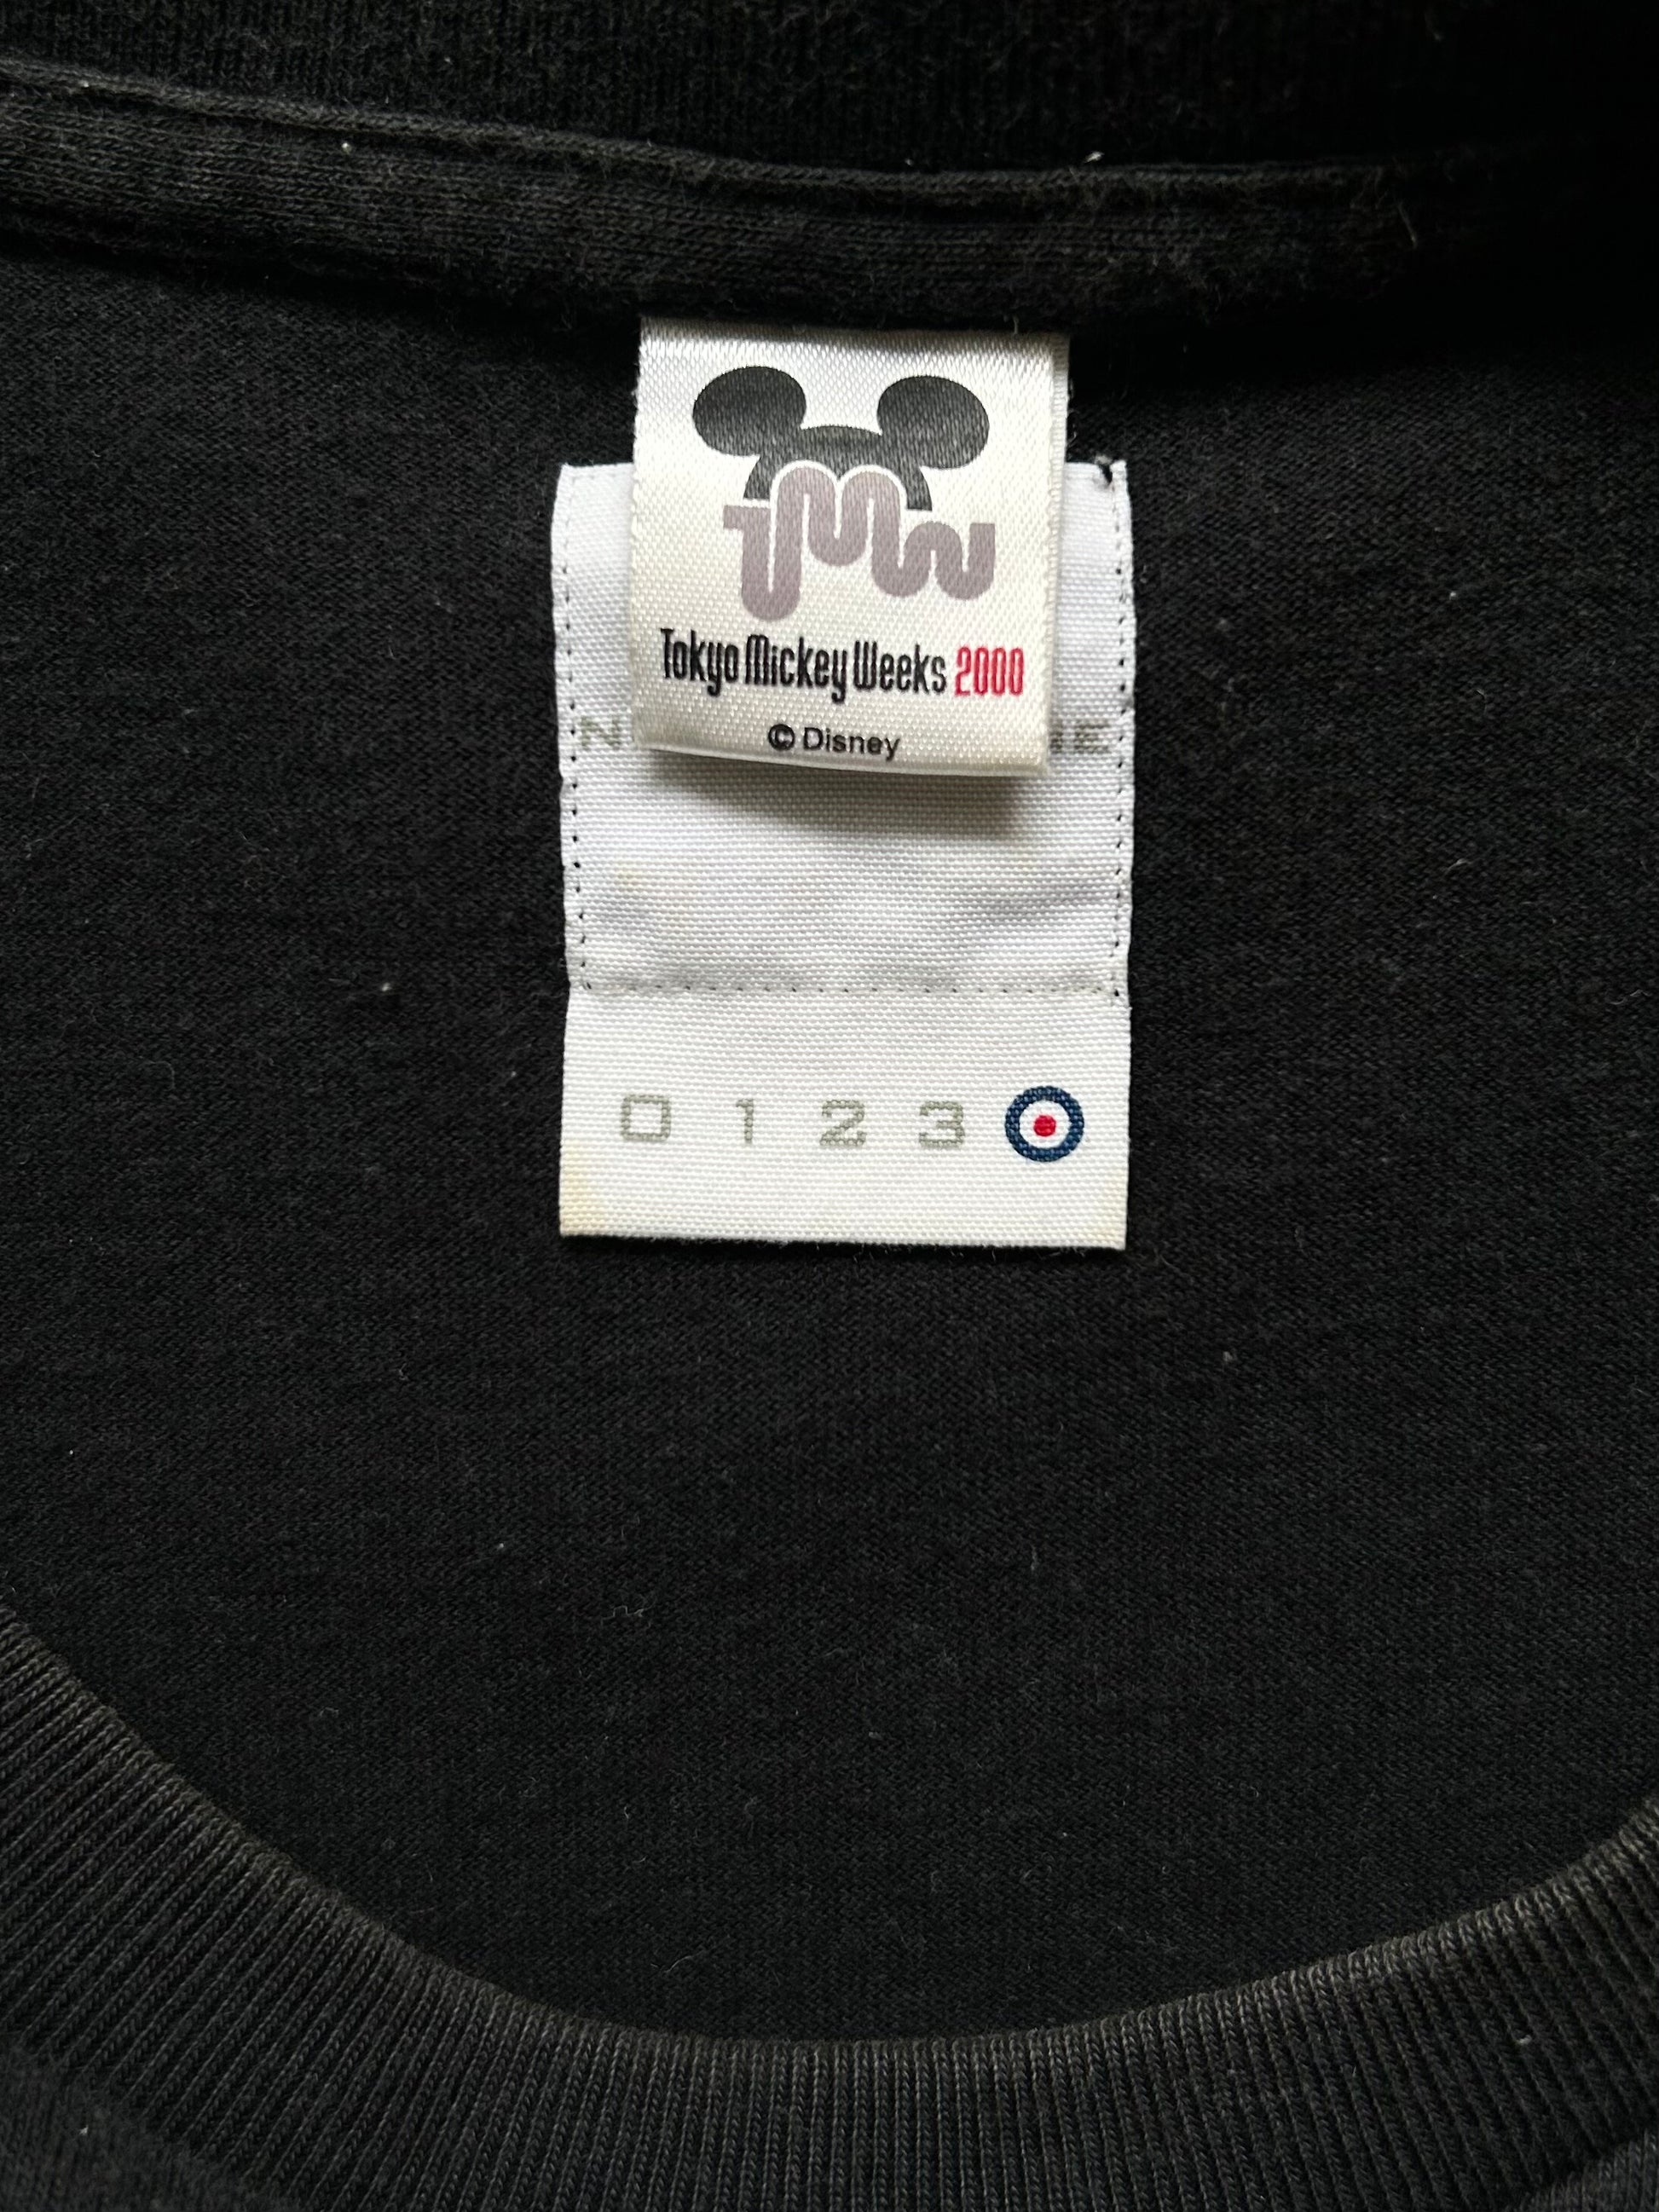 TMW
Tokyo Mickey Weeks 2000
© Disney
0 1 2 3